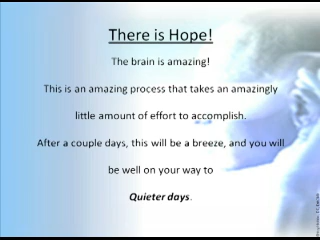 There is Hope!
The brain is amazing!
This is an amazing process that takes an amazingly
little amount of effort to accomplish.
After a couple days, this will be a breeze, and you will
be well on your way to
Quieter days.